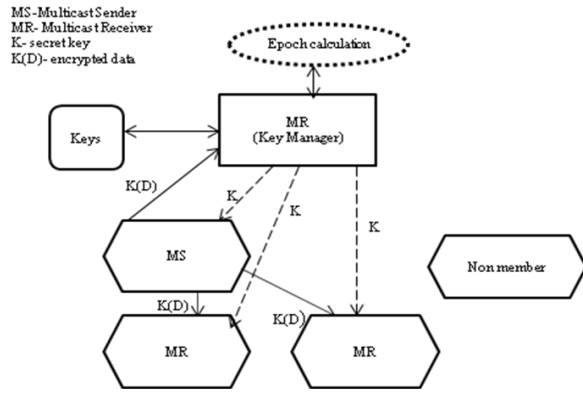 MS-Multicast Sender
MR- Multicast Receiver
K- secret key
K(D)- encrypted data
Epoch calculation
Keys
MR
(Key Manager)
K(D)
K
K
K
MS
Non member
K(D)
K(D)
MR
MR